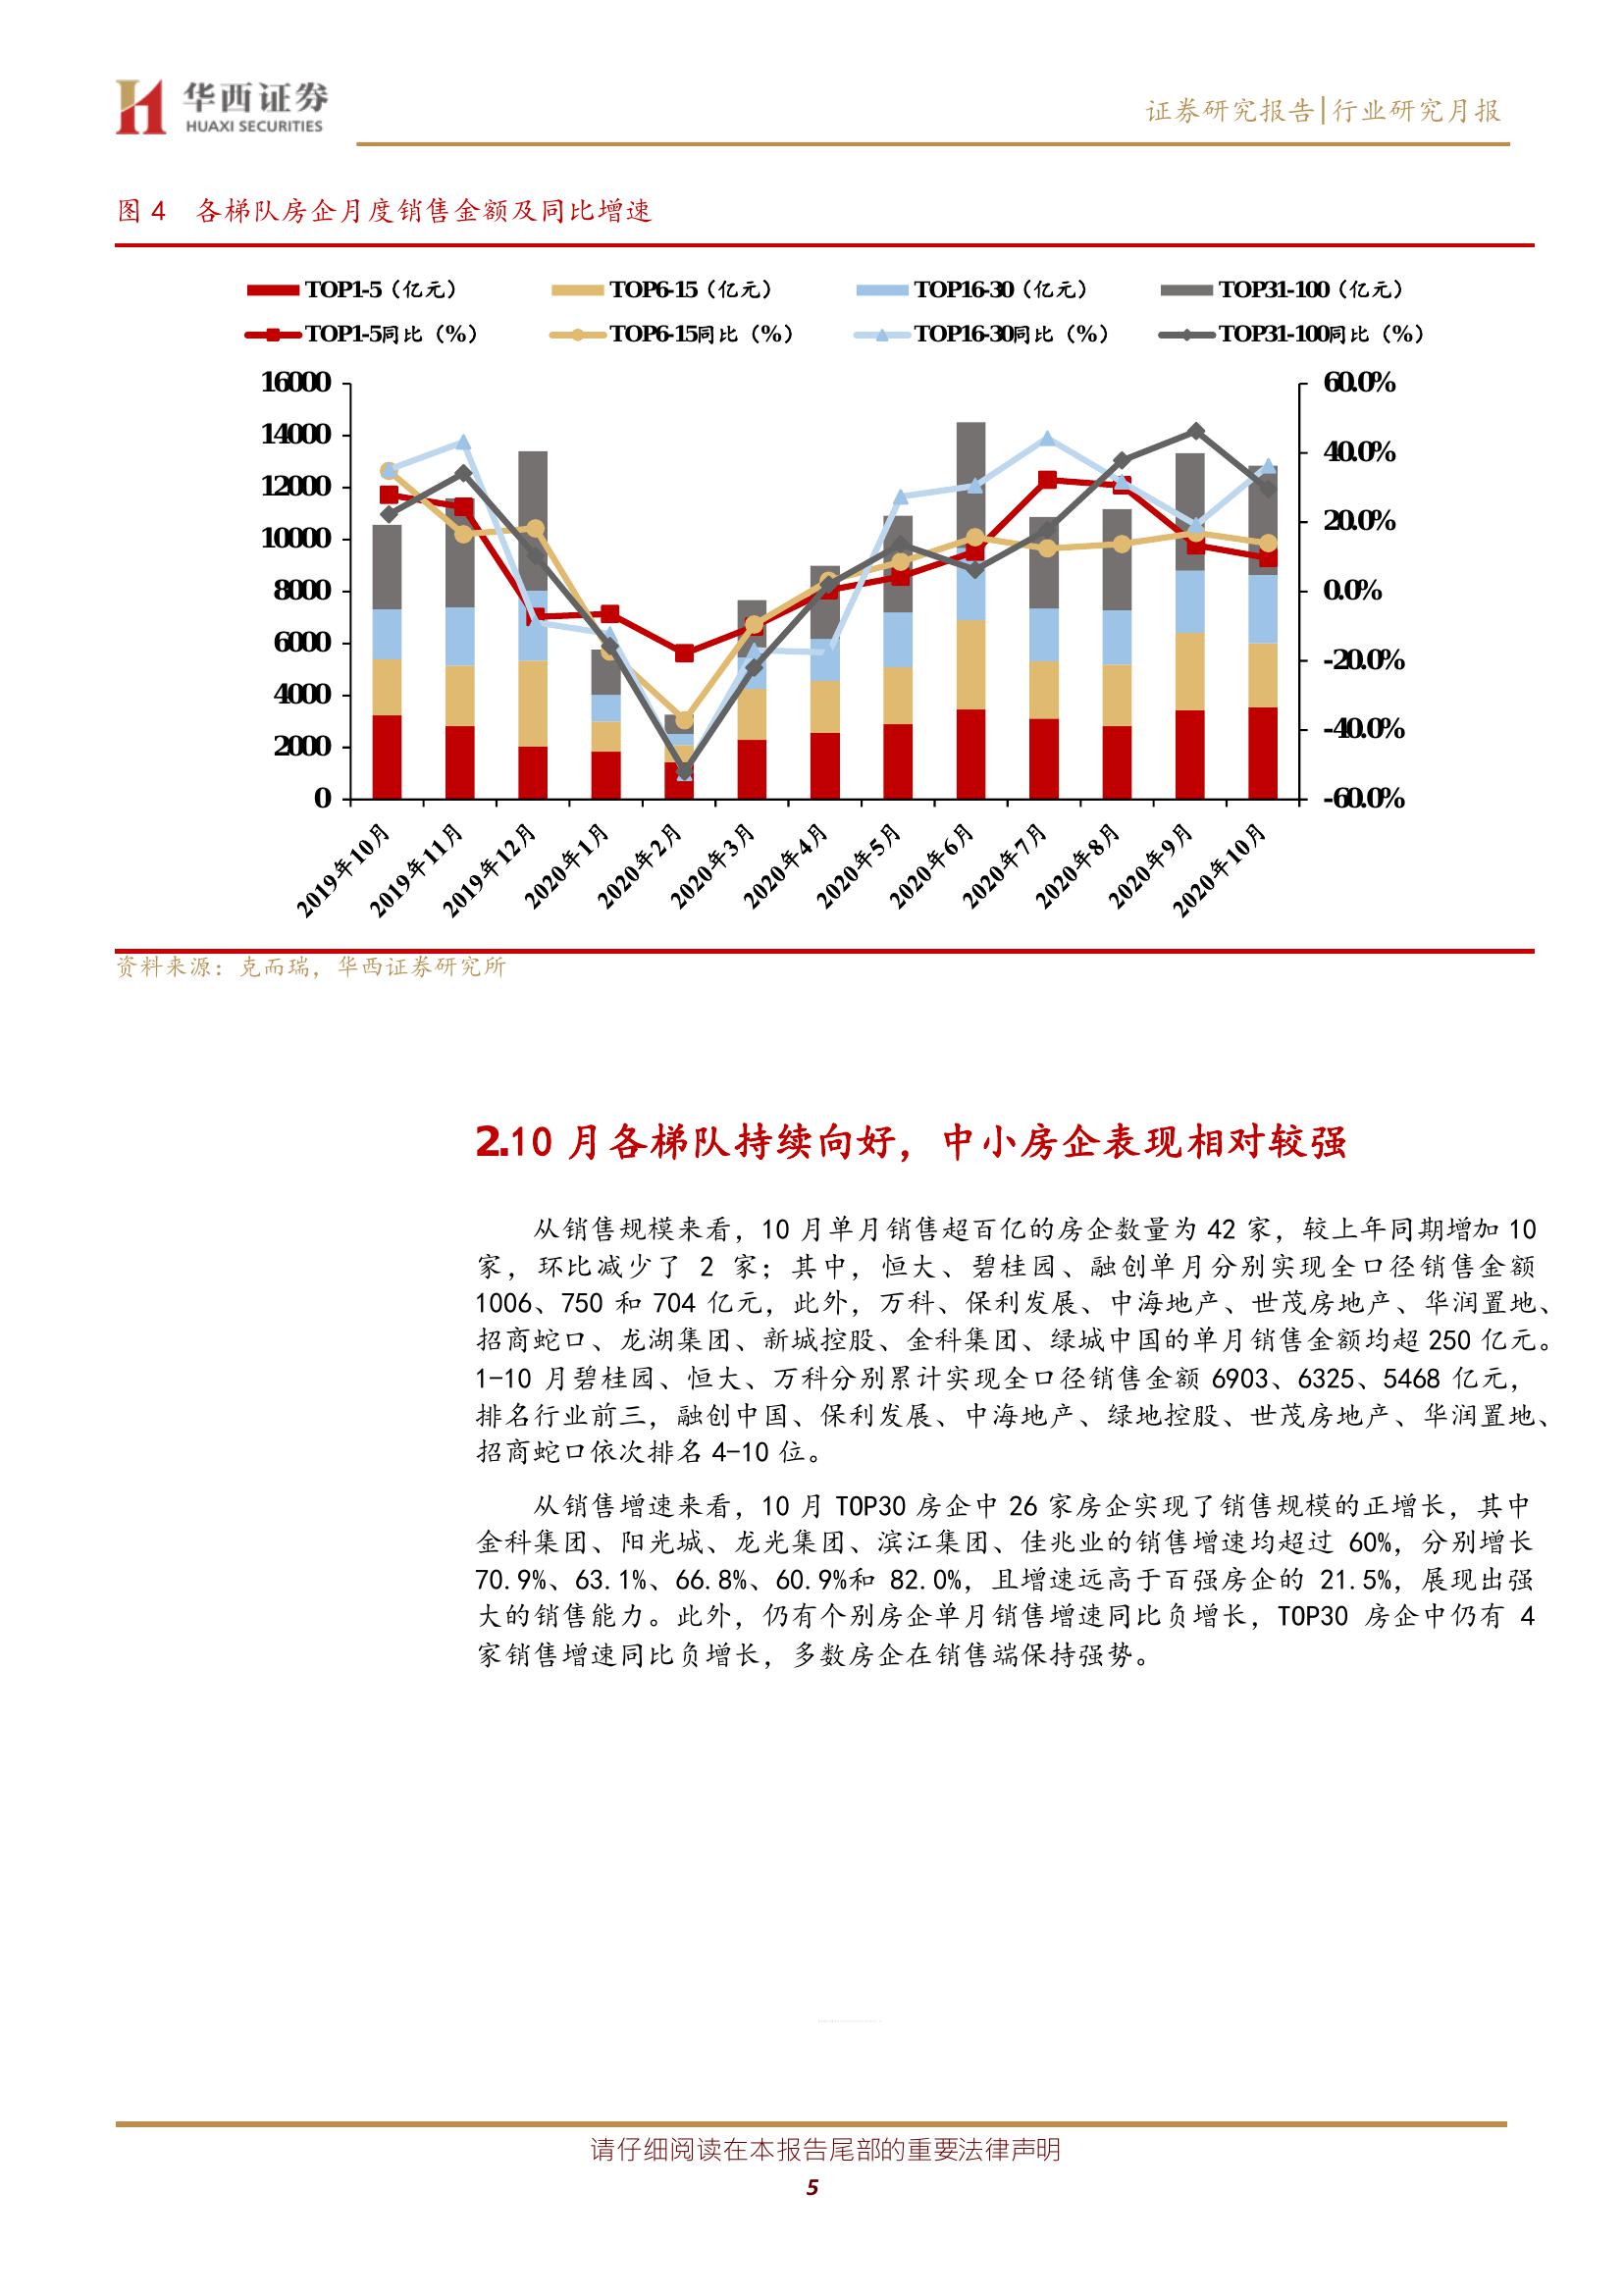 华西证券
HUAXI SECURITIES
证券研究报告|行业研究月报
图 4 各梯队房企月度销售金额及同比增速
TOP1-5（亿元） TOP6-15（亿元） TOP16-30（亿元） TOP31-100（亿元）
TOP1-5同比（%） TOP6-15同比（%） TOP16-30同比（%） TOP31-100同比（%）
16000 60.0%
14000
40.0%
12000
20.0%
10000
8000 0.0%
6000
-20.0%
4000
-40.0%
2000
0 -60.0%
2019年10月 2019年11月 2019年12月 2020年1月 2020年2月 2020年3月 2020年4月 2020年5月 2020年6月 2020年7月 2020年8月 2020年9月 2020年10月
资料来源：克而瑞，华西证券研究所
2.10 月各梯队持续向好，中小房企表现相对较强
从销售规模来看，10 月单月销售超百亿的房企数量为 42 家，较上年同期增加 10
家，环比减少了 2 家；其中，恒大、碧桂园、融创单月分别实现全口径销售金额
1006、750 和 704 亿元，此外，万科、保利发展、中海地产、世茂房地产、华润置地、
招商蛇口、龙湖集团、新城控股、金科集团、绿城中国的单月销售金额均超 250 亿元。
1-10 月碧桂园、恒大、万科分别累计实现全口径销售金额 6903、6325、5468 亿元，
排名行业前三，融创中国、保利发展、中海地产、绿地控股、世茂房地产、华润置地、
招商蛇口依次排名 4-10 位。
从销售增速来看，10 月 TOP30 房企中 26 家房企实现了销售规模的正增长，其中
金科集团、阳光城、龙光集团、滨江集团、佳兆业的销售增速均超过 60%，分别增长
70.9%、63.1%、66.8%、60.9%和 82.0%，且增速远高于百强房企的 21.5%，展现出强
大的销售能力。此外，仍有个别房企单月销售增速同比负增长，TOP30 房企中仍有 4
家销售增速同比负增长，多数房企在销售端保持强势。
请仔细阅读在本报告尾部的重要法律声明
5